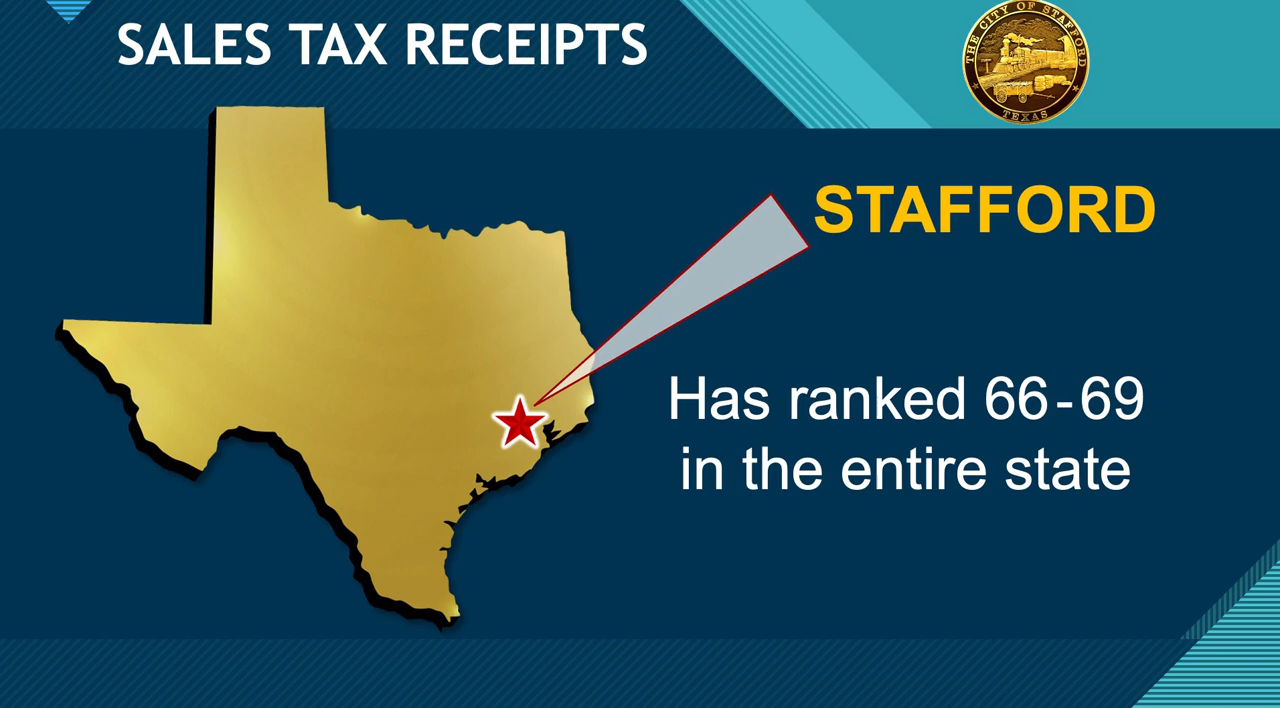 SALES TAX RECEIPTS
THE CITY OF STAFFORD
TEXAS
STAFFORD
Has ranked 66-69
in the entire state